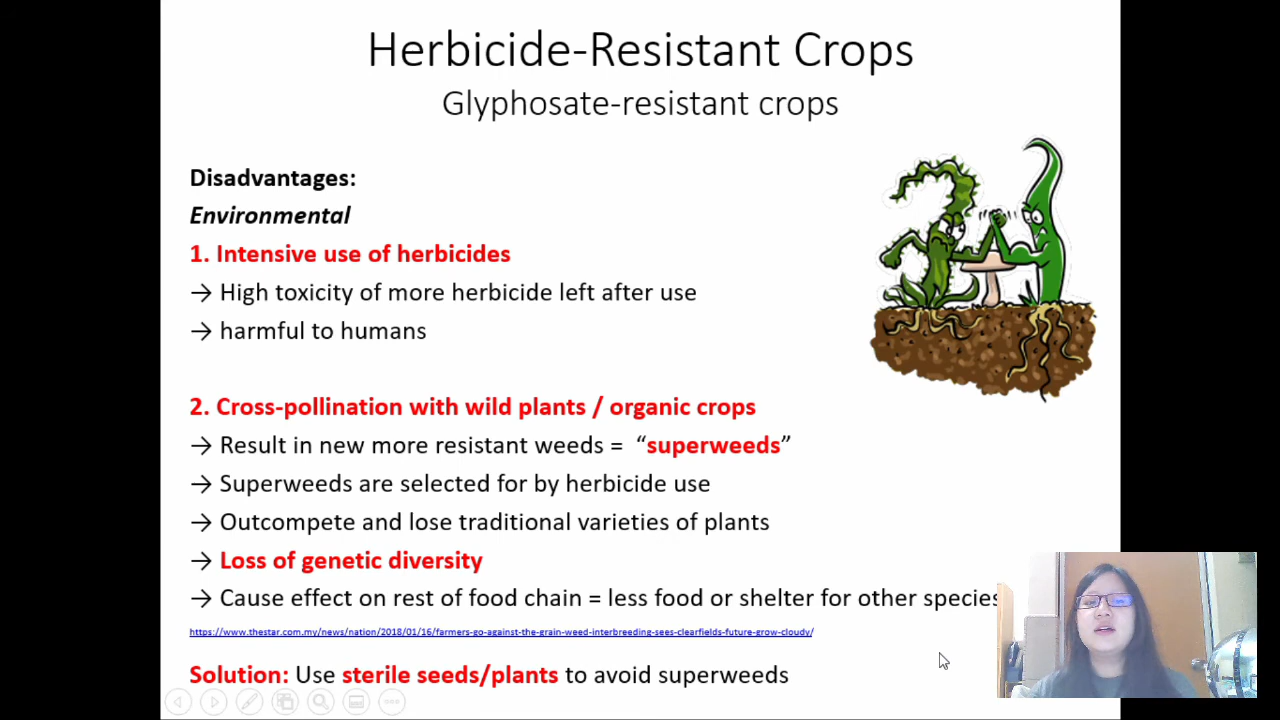 Herbicide-Resistant Crops
Glyphosate-resistant crops
Disadvantages:
Environmental
1. Intensive use of herbicides
→ High toxicity of more herbicide left after use
→ harmful to humans
2. Cross-pollination with wild plants / organic crops
→ Result in new more resistant weeds = “superweeds”
→ Superweeds are selected for by herbicide use
→ Outcompete and lose traditional varieties of plants
→ Loss of genetic diversity
→ Cause effect on rest of food chain = less food or shelter for other species
https://www.thestar.com.my/news/nation/2018/01/16/farmers-go-against-the-grain-weed-interbreeding-sees-clearfields-future-grow-cloudy/
Solution: Use sterile seeds/plants to avoid superweeds